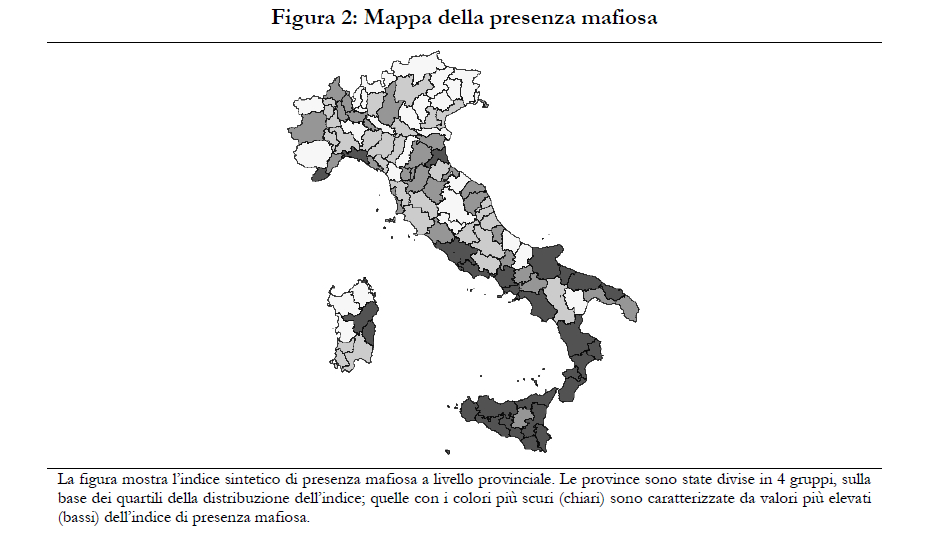 Figura 2: Mappa della presenza mafiosa
La figura mostra l'indice sintetico di presenza mafiosa a livello provinciale. Le province sono state divise in 4 gruppi, sulla
base dei quartili della distribuzione dell'indice; quelle con i colori più scuri (chiari) sono caratterizzate da valori più elevati
(bassi) dell'indice di presenza mafiosa.